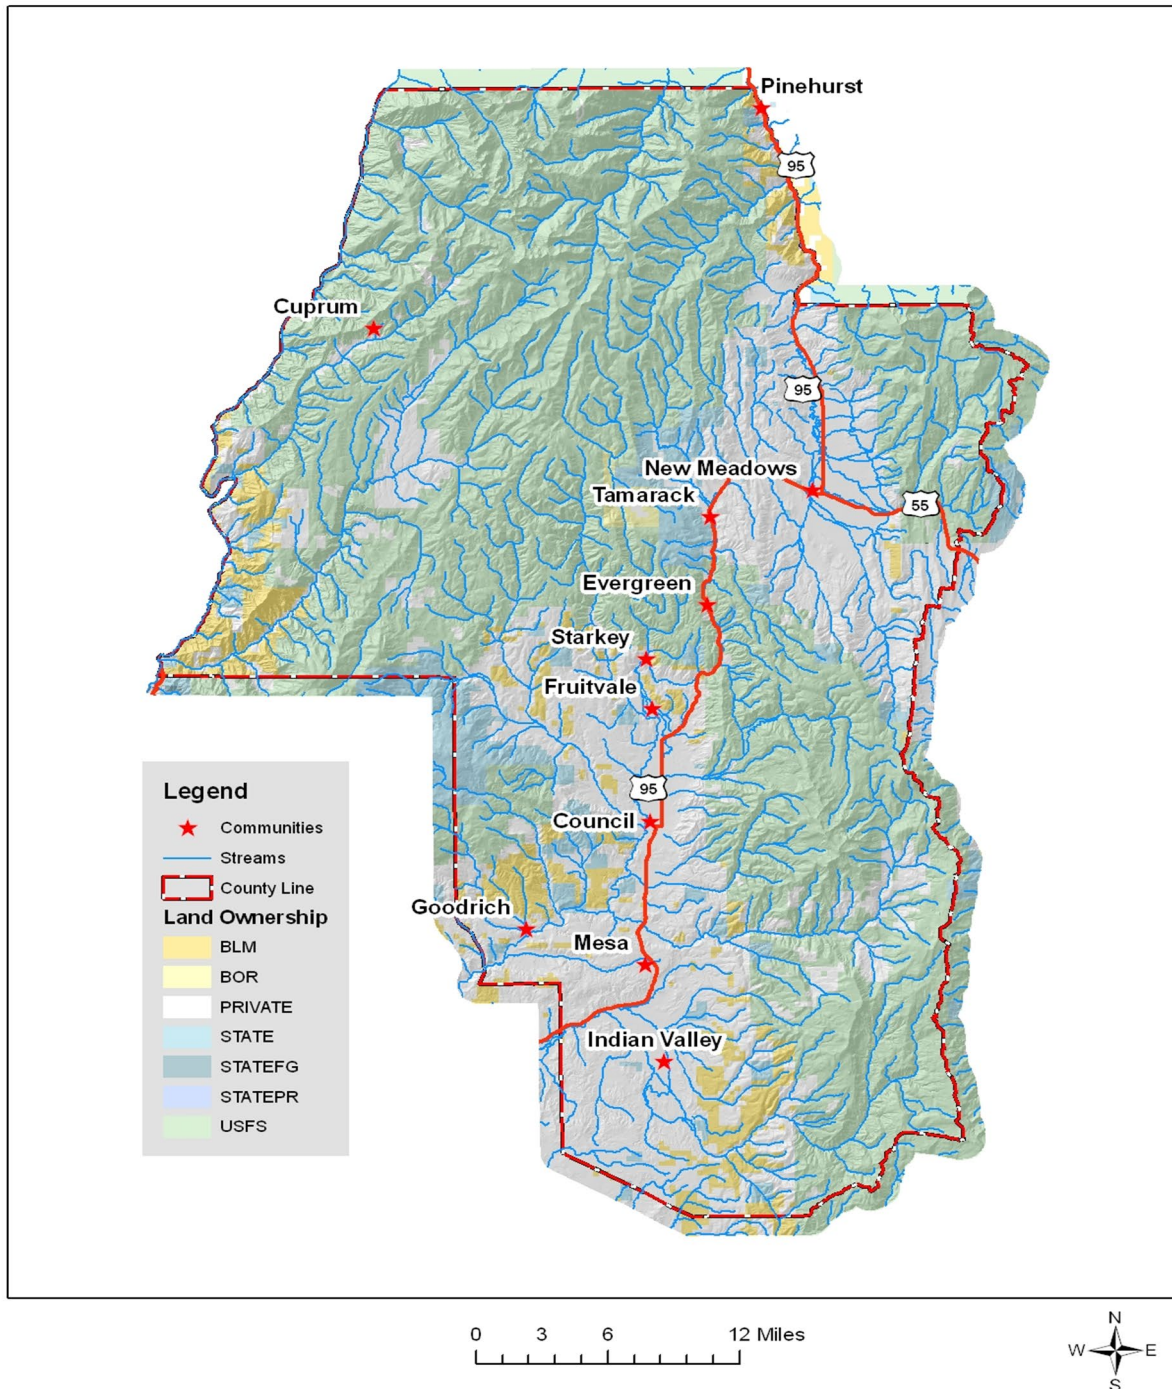 Pinehurst
95
Cuprum
95
New Meadows
Tamarack
55
Evergreen
Starkey
Fruitvale
95
Council
Goodrich
Mesa
Indian Valley
Legend
Communities
Streams
County Line
Land Ownership
BLM
BOR
PRIVATE
STATE
STATEFG
STATEPR
USFS
0 3 6 12 Miles
N
W E
S